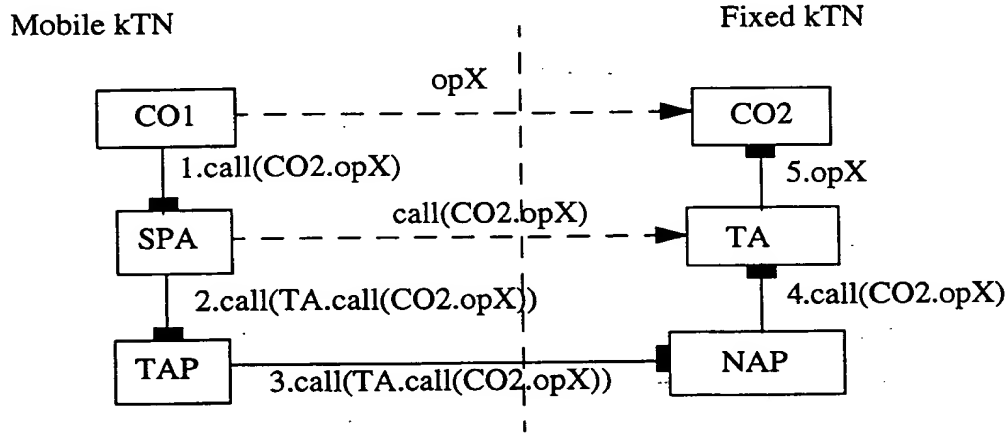 Mobile kTN
Fixed kTN
opX
CO1
CO2
1.call(CO2.opX)
5.opX
call(CO2.opX)
SPA
TA
2.call(TA.call(CO2.opX))
4.call(CO2.opX)
TAP
NAP
3.call(TA.call(CO2.opX))